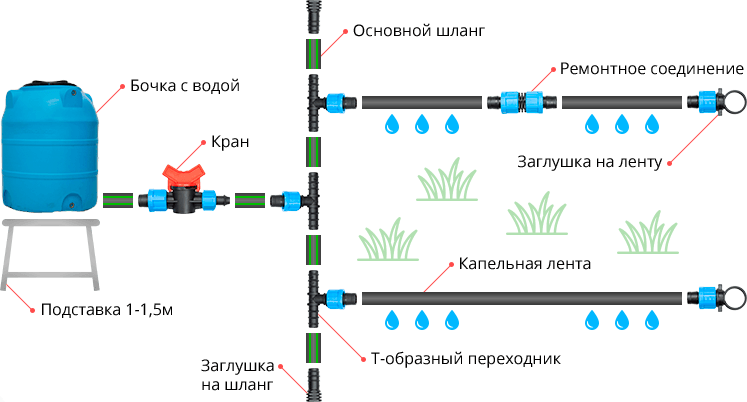 Основной шланг
Ремонтное соединение
Бочка с водой
Кран
Заглушка на ленту
Капельная лента
Подставка 1-1,5м
Т-образный переходник
Заглушка
на шланг